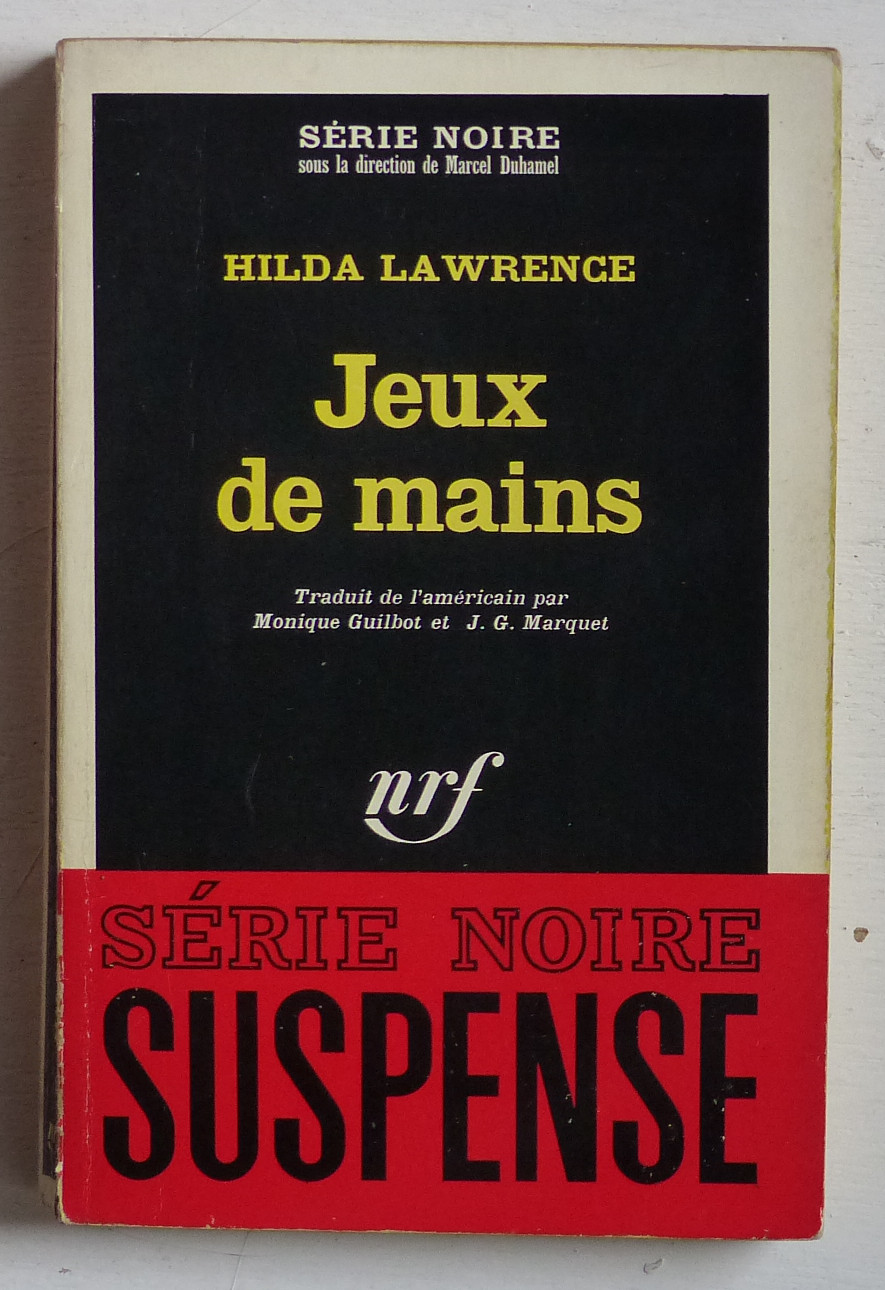 SÉRIE NOIRE
sous la direction de Marcel Duhamel
HILDA LAWRENCE
Jeux
de mains
Traduit de l'américain par
Monique Guilbot et J. G. Marquet
nrf
SÉRIE NOIRE
SUSPENSE